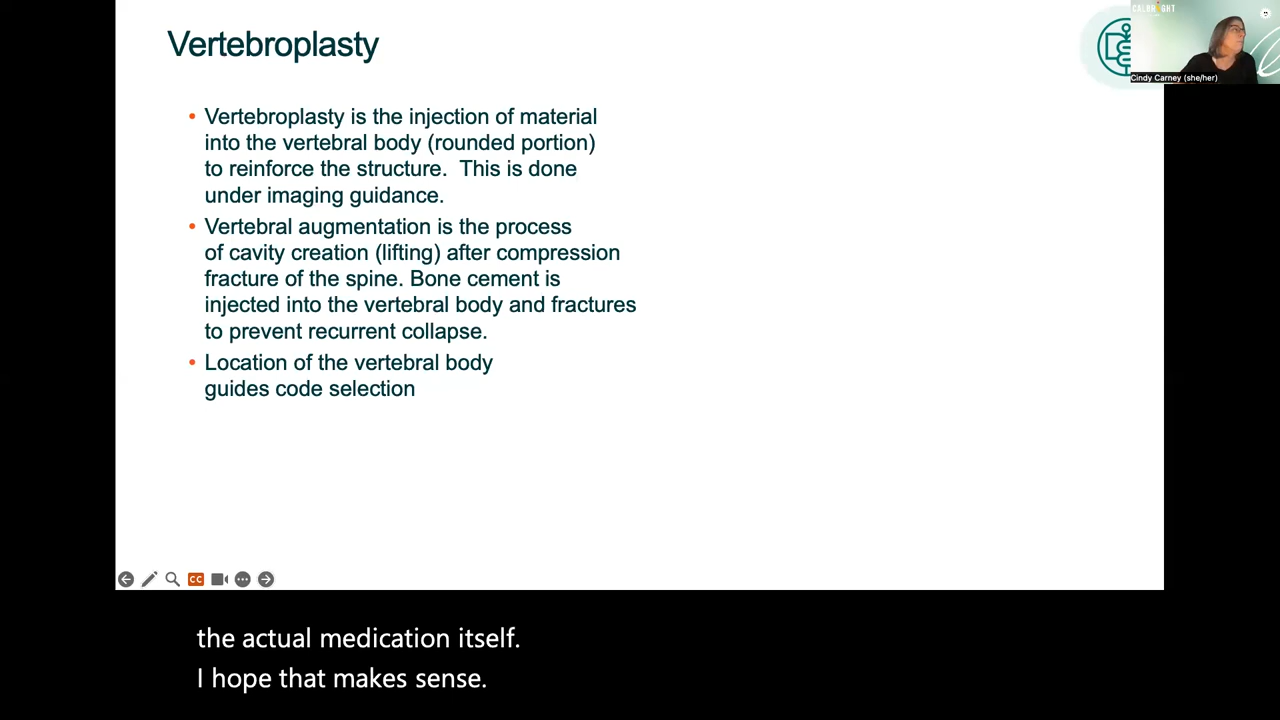 Vertebroplasty
CALBRIGHT
Cindy Carney (she/her)
• Vertebroplasty is the injection of material
into the vertebral body (rounded portion)
to reinforce the structure.  This is done
under imaging guidance.
• Vertebral augmentation is the process
of cavity creation (lifting) after compression
fracture of the spine. Bone cement is
injected into the vertebral body and fractures
to prevent recurrent collapse.
• Location of the vertebral body
guides code selection
CC
the actual medication itself.
I hope that makes sense.